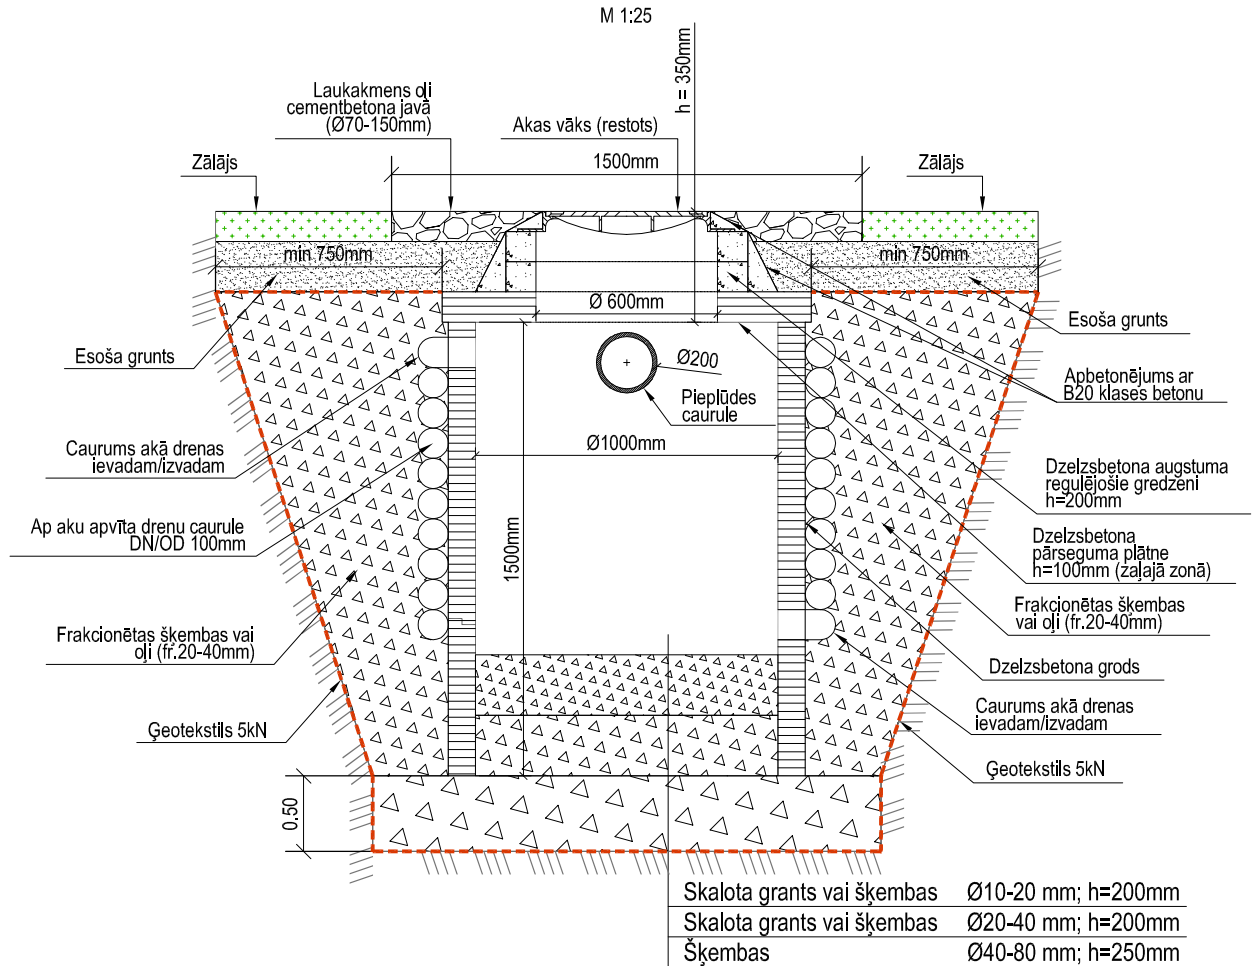 M 1:25
h = 350mm
Laukakmens oļi
cementbetona javā
(Ø70-150mm)
Akas vāks (restots)
1500mm
Zālājs
Zālājs
min 750mm
min 750mm
Ø 600mm
Esoša grunts
Esoša grunts
Ø200
Pieplūdes
caurule
Apbetonējums ar
B20 klases betonu
Caurums akā drenas
ievadam/izvadam
Ø1000mm
Dzelzsbetona augstuma
regulējošie gredzeni
h=200mm
Ap aku apvīta drenu caurule
DN/OD 100mm
1500mm
Dzelzsbetona
pārseguma plātne
h=100mm (zaļajā zonā)
Frakcionētas šķembas vai
oļi (fr.20-40mm)
Frakcionētas šķembas
vai oļi (fr.20-40mm)
Dzelzsbetona grods
Caurums akā drenas
ievadam/izvadam
Ģeotekstils 5kN
Ģeotekstils 5kN
0.50
Skalota grants vai šķembas Ø10-20 mm; h=200mm
Skalota grants vai šķembas Ø20-40 mm; h=200mm
Šķembas Ø40-80 mm; h=250mm